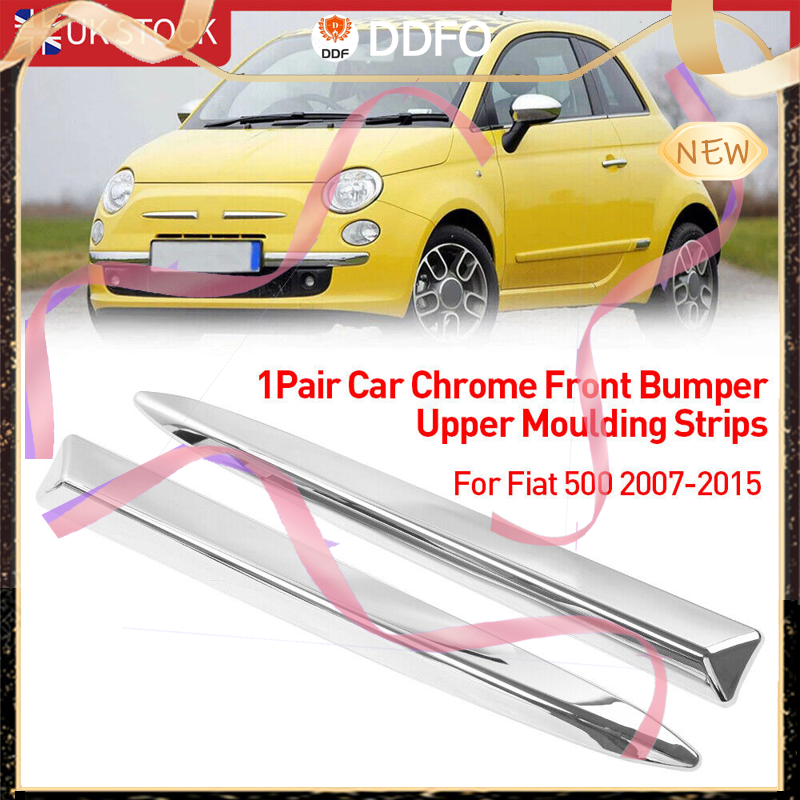 UK STOCK
DDF
DDFO
NEW
1Pair Car Chrome Front Bumper
Upper Moulding Strips
For Fiat 500 2007-2015